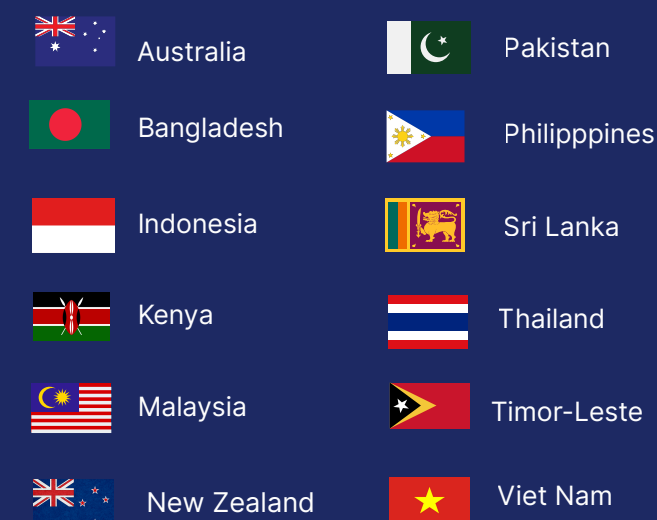 Australia
Bangladesh
Indonesia
Kenya
Malaysia
New Zealand
Pakistan
Philipppines
Sri Lanka
Thailand
Timor-Leste
Viet Nam